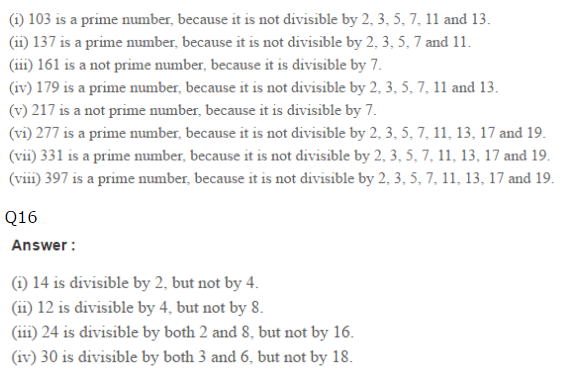 (i) 103 is a prime number, because it is not divisible by 2, 3, 5, 7, 11 and 13.
(ii) 137 is a prime number, because it is not divisible by 2, 3, 5, 7 and 11.
(iii) 161 is a not prime number, because it is divisible by 7.
(iv) 179 is a prime number, because it is not divisible by 2, 3, 5, 7, 11 and 13.
(v) 217 is a not prime number, because it is divisible by 7.
(vi) 277 is a prime number, because it is not divisible by 2, 3, 5, 7, 11, 13, 17 and 19.
(vii) 331 is a prime number, because it is not divisible by 2, 3, 5, 7, 11, 13, 17 and 19.
(viii) 397 is a prime number, because it is not divisible by 2, 3, 5, 7, 11, 13, 17 and 19.
Q16
Answer :
(i) 14 is divisible by 2, but not by 4.
(ii) 12 is divisible by 4, but not by 8.
(iii) 24 is divisible by both 2 and 8, but not by 16.
(iv) 30 is divisible by both 3 and 6, but not by 18.